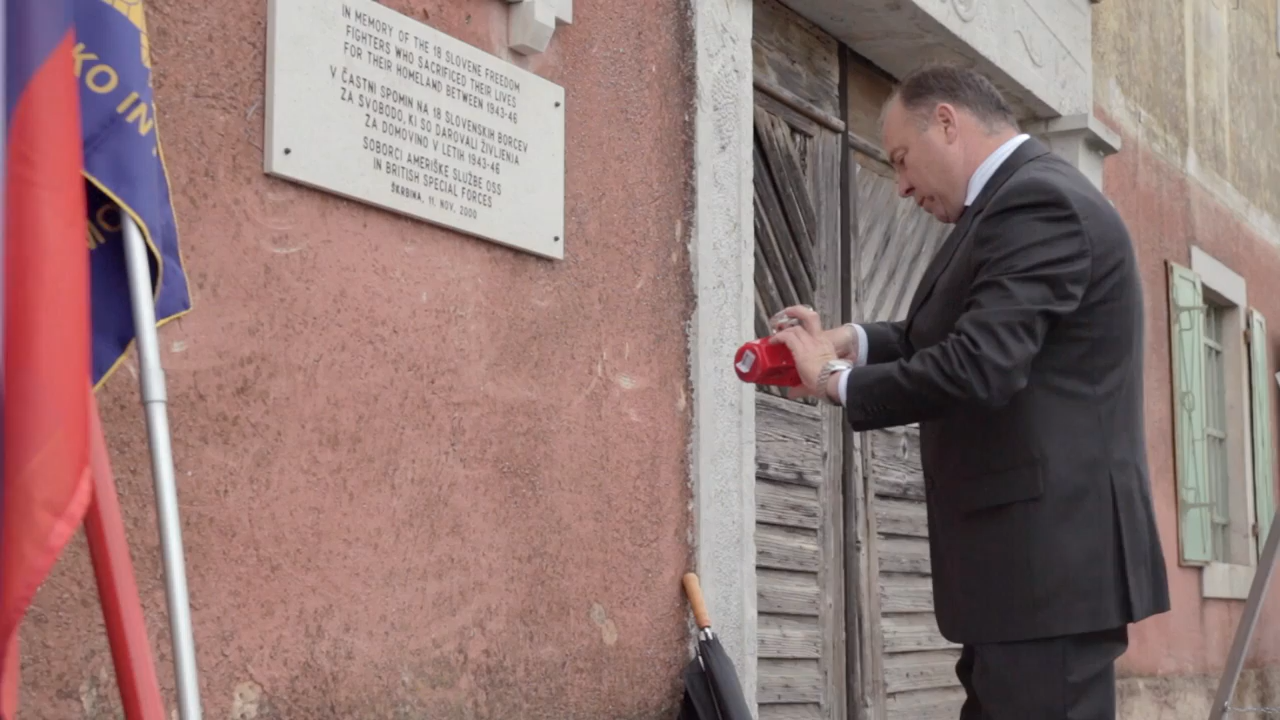 KO IN
IN MEMORY OF THE 18 SLOVENE FREEDOM
FIGHTERS WHO SACRIFICED THEIR LIVES
FOR THEIR HOMELAND BETWEEN 1943-46
V ČASTNI SPOMIN NA 18 SLOVENSKIH BORCEV
ZA SVOBODO, KI SO DAROVALI ŽIVLJENJA
ZA DOMOVINO V LETIH 1943-46
SOBORCI AMERIŠKE SLUŽBE OSS
IN BRITISH SPECIAL FORCES
ŠKRBINA, 11. NOV. 2000